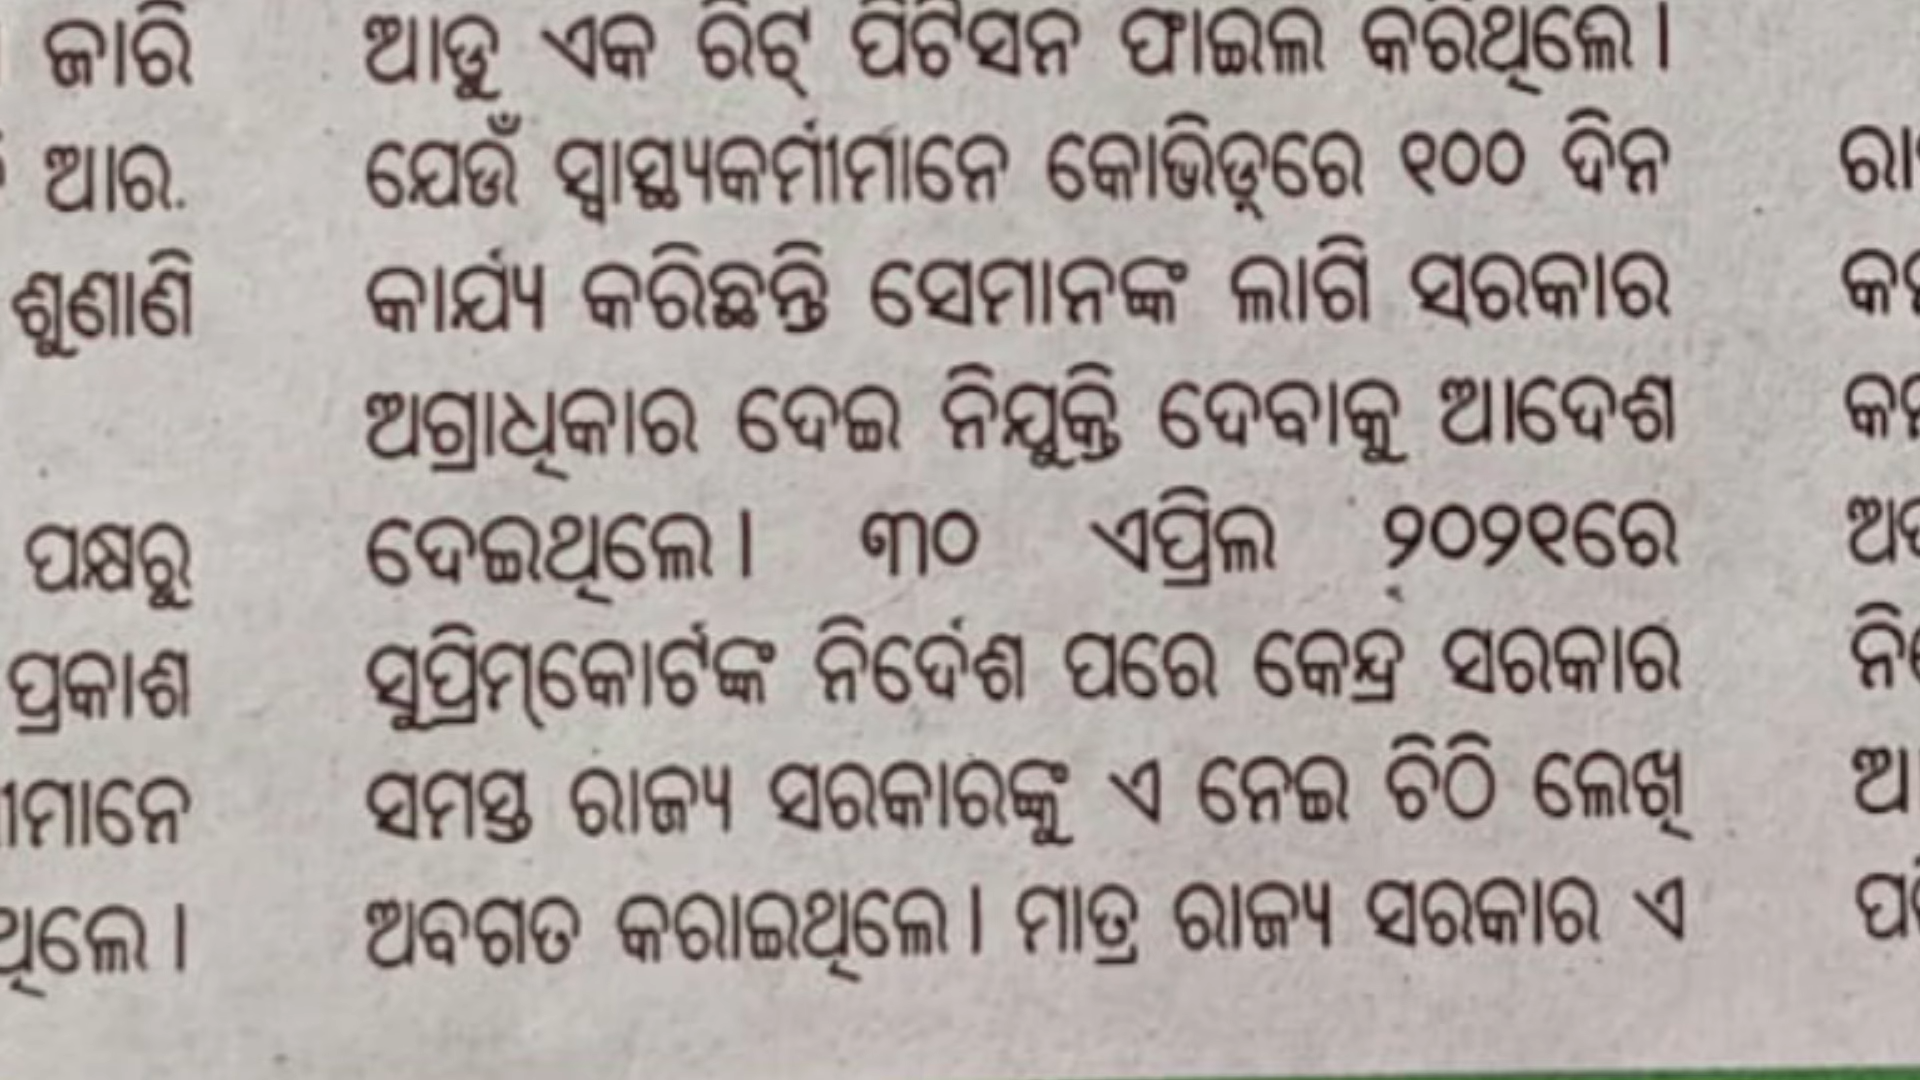 ଜାରି
ଆର.
ଶୁଣାଣି
ପକ୍ଷରୁ
ପ୍ରକାଶ
ମାନେ
ଥିଲେ।
ଆଡୁ ଏକ ରିଟ୍ ପିଟିସନ ଫାଇଲ କରିଥିଲେ।
ଯେଉଁ ସ୍ୱାସ୍ଥ୍ୟକର୍ମୀମାନେ କୋଭିଡ୍‌ରେ ୧୦୦ ଦିନ
କାର୍ଯ୍ୟ କରିଛନ୍ତି ସେମାନଙ୍କ ଲାଗି ସରକାର
ଅଗ୍ରାଧିକାର ଦେଇ ନିଯୁକ୍ତି ଦେବାକୁ ଆଦେଶ
ଦେଇଥିଲେ। ୩୦ ଏପ୍ରିଲ ୨୦୨୧ରେ
ସୁପ୍ରିମ୍‌କୋର୍ଟଙ୍କ ନିର୍ଦେଶ ପରେ କେନ୍ଦ୍ର ସରକାର
ସମସ୍ତ ରାଜ୍ୟ ସରକାରଙ୍କୁ ଏ ନେଇ ଚିଠି ଲେଖି
ଅବଗତ କରାଇଥିଲେ। ମାତ୍ର ରାଜ୍ୟ ସରକାର ଏ